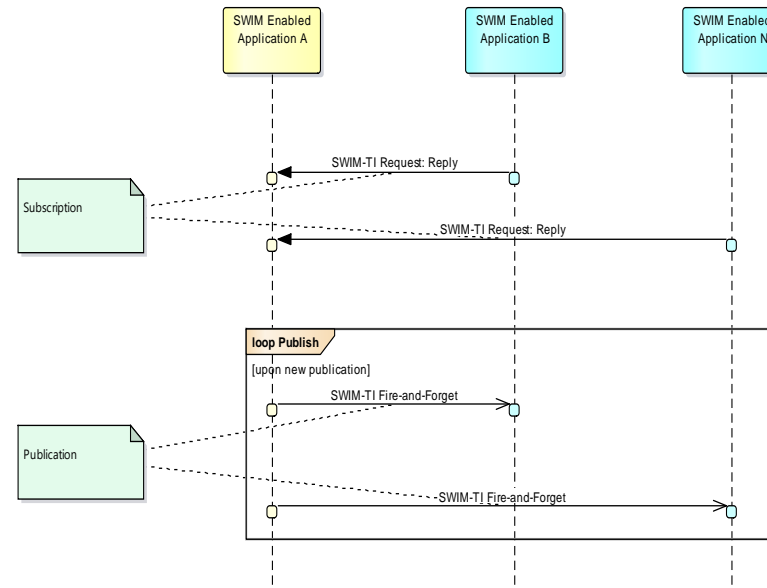 SWIM Enabled
Application A
SWIM Enabled
Application B
SWIM Enabled
Application N
SWIM-TI Request: Reply
Subscription
SWIM-TI Request: Reply
loop Publish
[upon new publication]
SWIM-TI Fire-and-Forget
Publication
SWIM-TI Fire-and-Forget